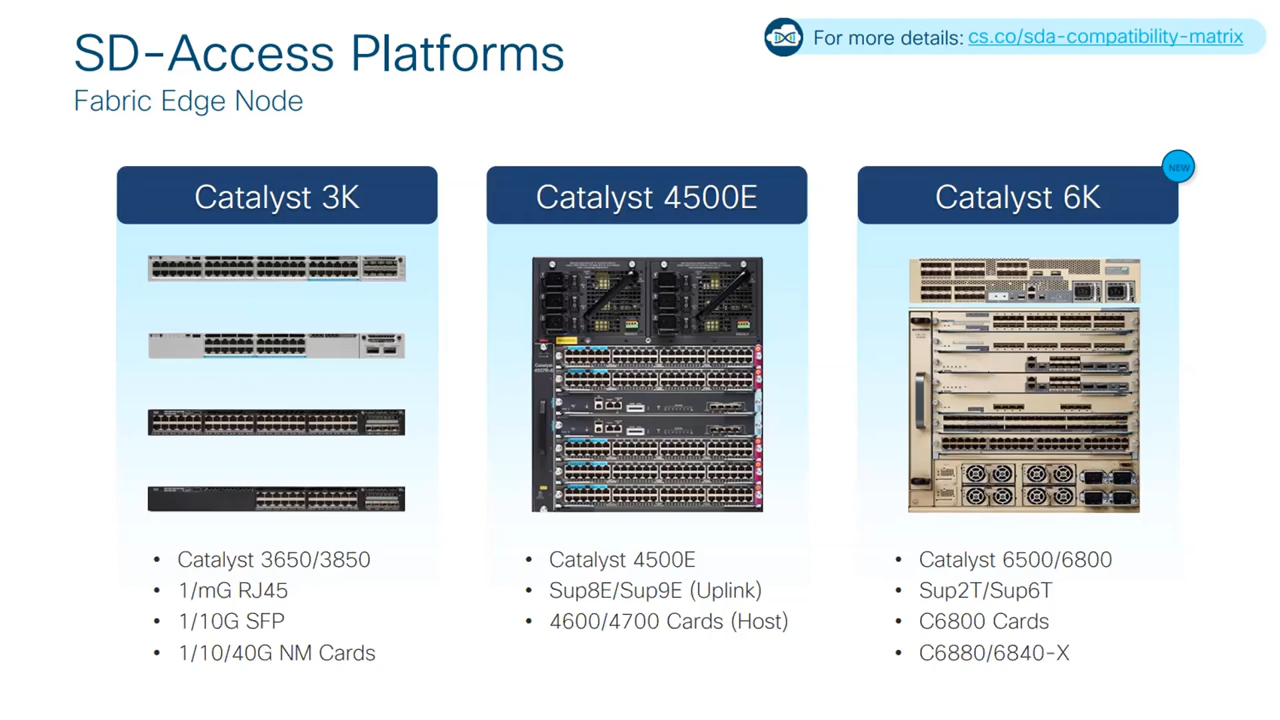 SD-Access Platforms
For more details: cs.co/sda-compatibility-matrix
Fabric Edge Node
NEW
Catalyst 3K
Catalyst 4500E
Catalyst 6K
• Catalyst 3650/3850
• 1/mG RJ45
• 1/10G SFP
• 1/10/40G NM Cards
• Catalyst 4500E
• Sup8E/Sup9E (Uplink)
• 4600/4700 Cards (Host)
• Catalyst 6500/6800
• Sup2T/Sup6T
• C6800 Cards
• C6880/6840-X